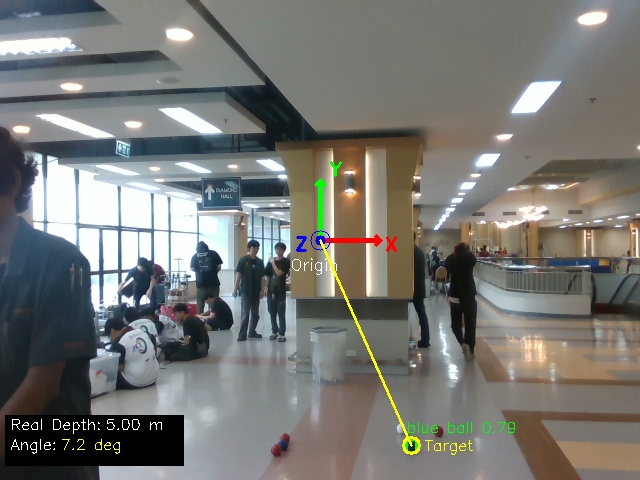 DIAMOND
HALL
Y
Z
X
Origin
blue ball 0.79
Target
Real Depth: 5.00 m
Angle: 7.2 deg